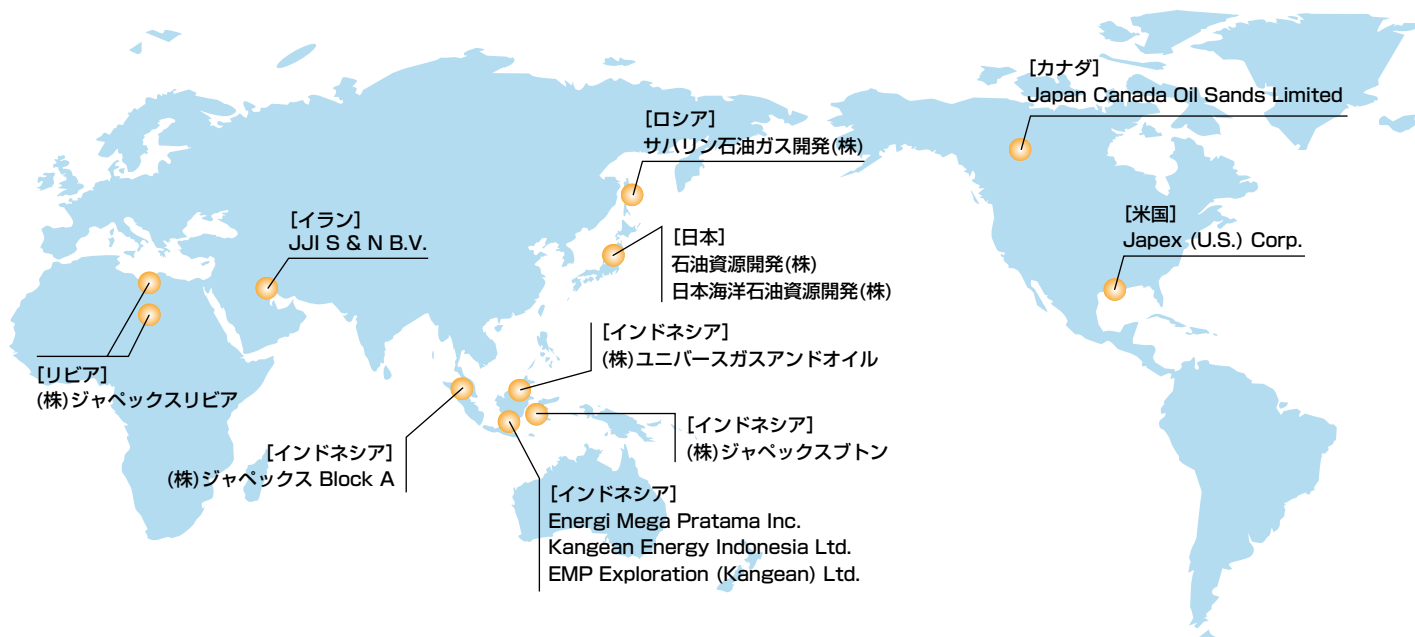 [カナダ]
Japan Canada Oil Sands Limited
[ロシア]
サハリン石油ガス開発(株)
[イラン]
JJI S & N B.V.
[日本]
石油資源開発(株)
日本海洋石油資源開発(株)
[米国]
Japex (U.S.) Corp.
[リビア]
(株)ジャペックスリビア
[インドネシア]
(株)ユニバースガスアンドオイル
[インドネシア]
(株)ジャペックスブトン
[インドネシア]
(株)ジャペックス Block A
[インドネシア]
Energi Mega Pratama Inc.
Kangean Energy Indonesia Ltd.
EMP Exploration (Kangean) Ltd.